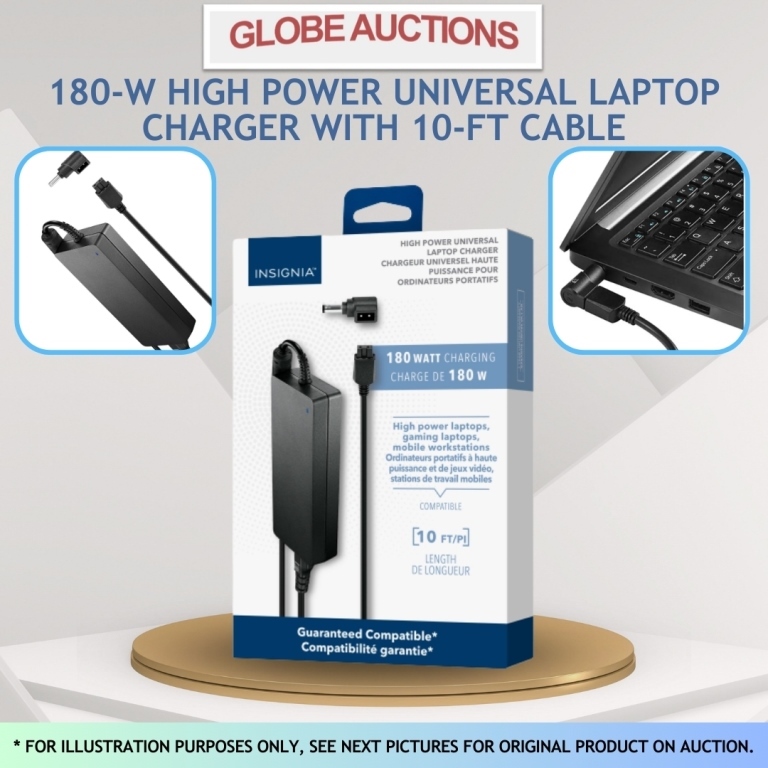 GLOBE AUCTIONS
180-W HIGH POWER UNIVERSAL LAPTOP
CHARGER WITH 10-FT CABLE
INSIGNIA™
HIGH POWER UNIVERSAL
LAPTOP CHARGER
CHARGEUR UNIVERSEL HAUTE
PUISSANCE POUR
ORDINATEURS PORTATIFS
180 WATT CHARGING
CHARGE DE 180 W
High power laptops,
gaming laptops,
mobile workstations
Ordinateurs portatifs à haute
puissance et de jeux vidéo,
stations de travail mobiles
COMPATIBLE
[10 FT/PI]
LENGTH
DE LONGUEUR
Guaranteed Compatible*
Compatibilité garantie*
* FOR ILLUSTRATION PURPOSES ONLY, SEE NEXT PICTURES FOR ORIGINAL PRODUCT ON AUCTION.